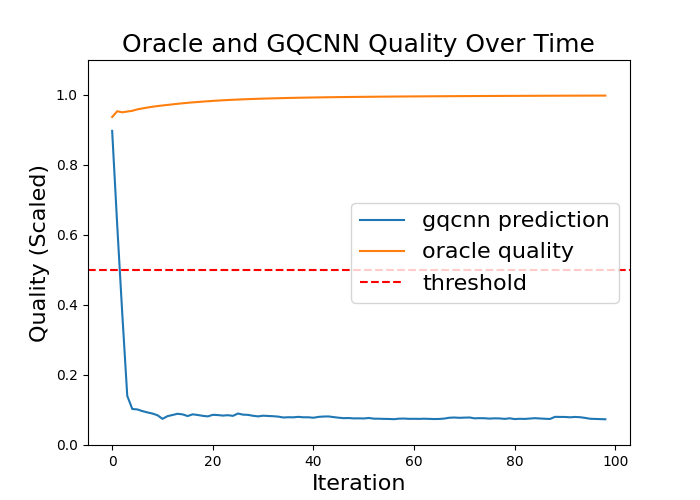 Oracle and GQCNN Quality Over Time
Quality (Scaled)
1.0
0.8
0.6
0.4
0.2
0.0
gqcnn prediction
oracle quality
threshold
0 20 40 60 80 100
Iteration